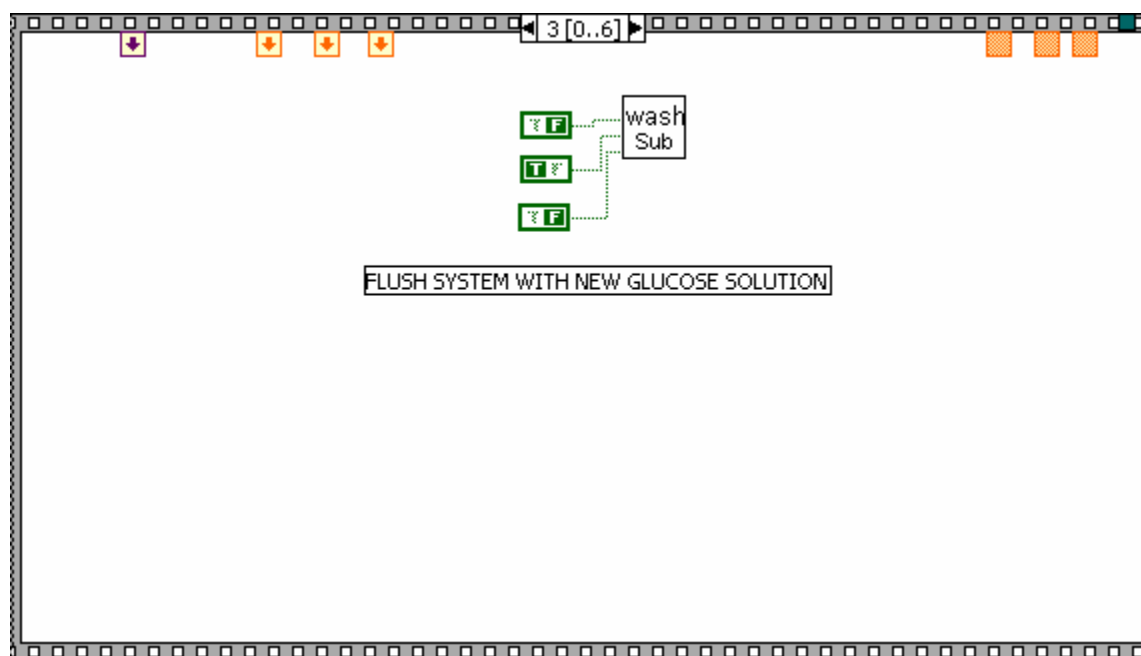 3 [0..6]
F
wash
Sub
T
F
FLUSH SYSTEM WITH NEW GLUCOSE SOLUTION